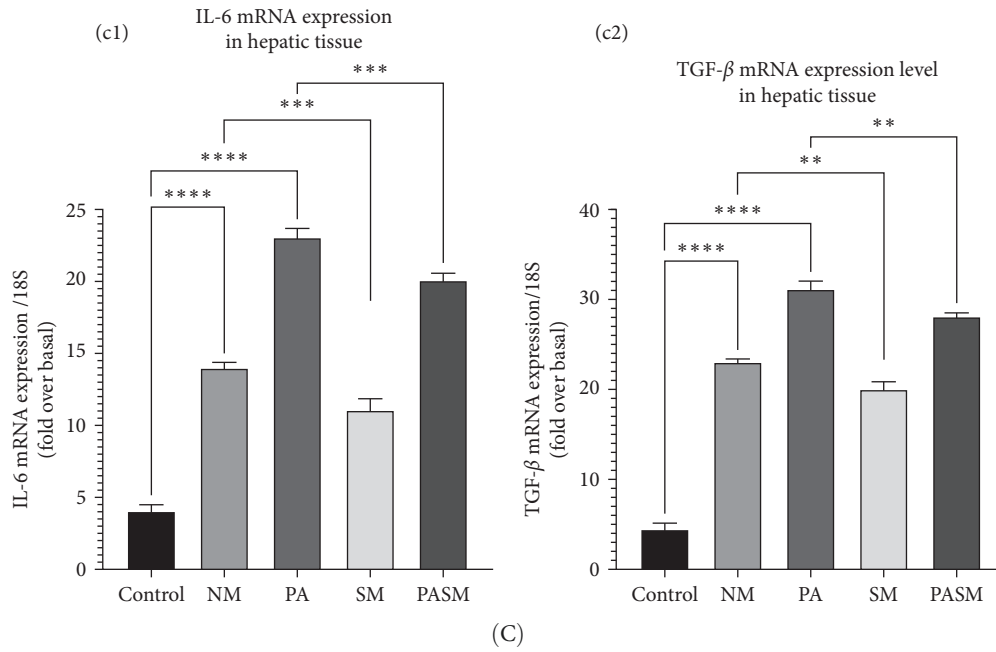 (c1)
IL-6 mRNA expression
in hepatic tissue
***
***
****
****
25
20
15
10
5
0
IL-6 mRNA expression /18S
(fold over basal)
Control NM PA SM PASM
(c2)
TGF-β mRNA expression level
in hepatic tissue
**
**
****
****
40
30
20
10
0
TGF-β mRNA expression/18S
(fold over basal)
Control NM PA SM PASM
(C)